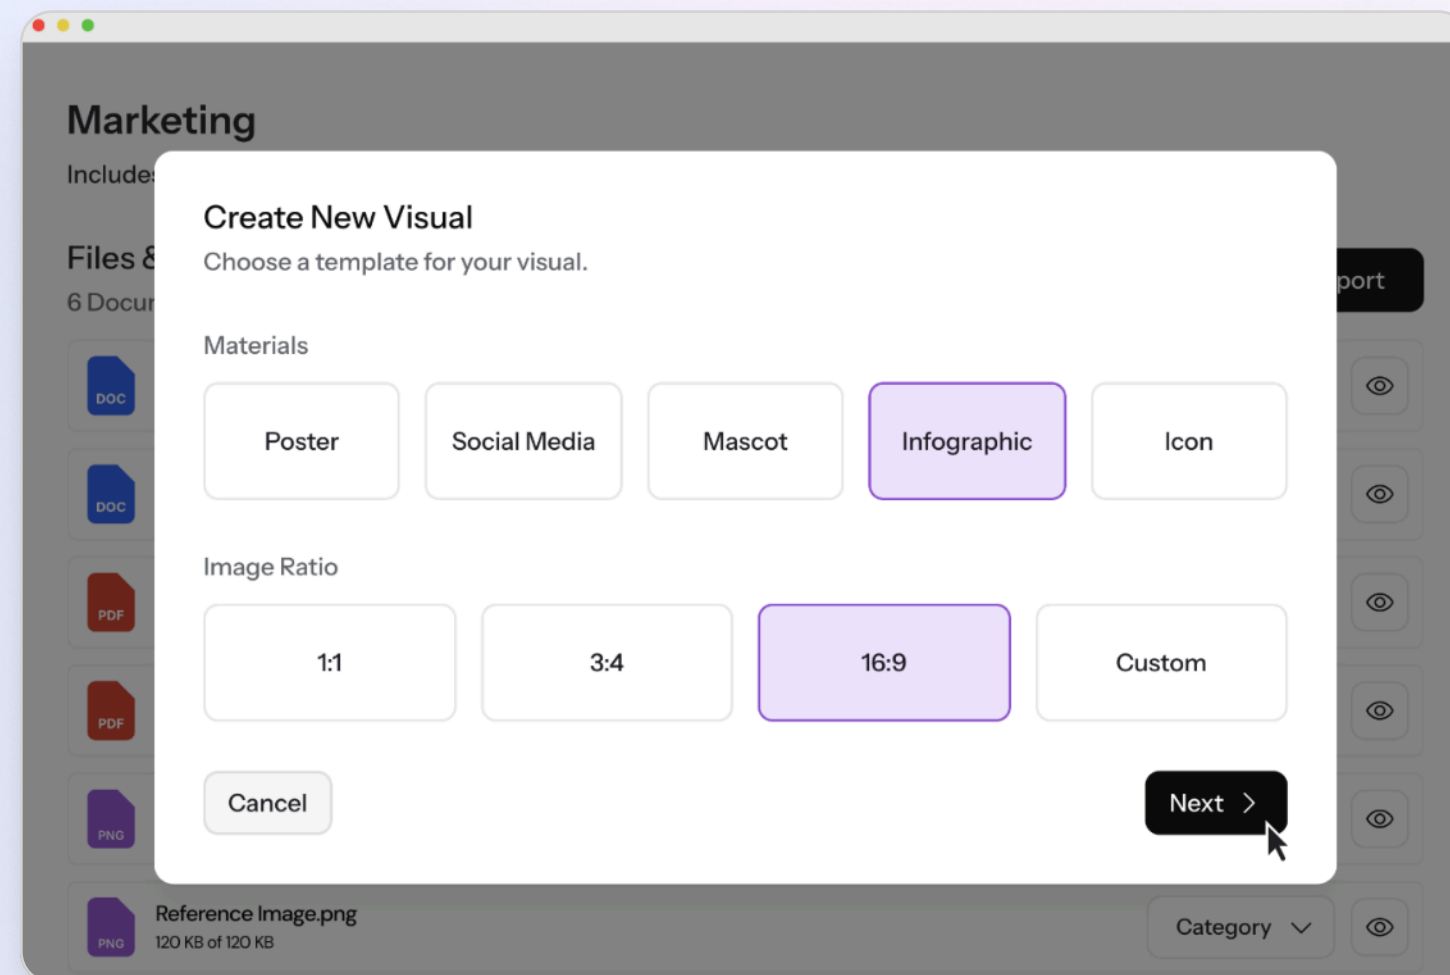 Marketing
Includes
Create New Visual
Choose a template for your visual.
Files &
6 Docum
port
Materials
DOC
Poster
Social Media
Mascot
Infographic
Icon
DOC
Image Ratio
PDF
1:1
3:4
16:9
Custom
PDF
Cancel
Next
PNG
Reference Image.png
120 KB of 120 KB
PNG
Category